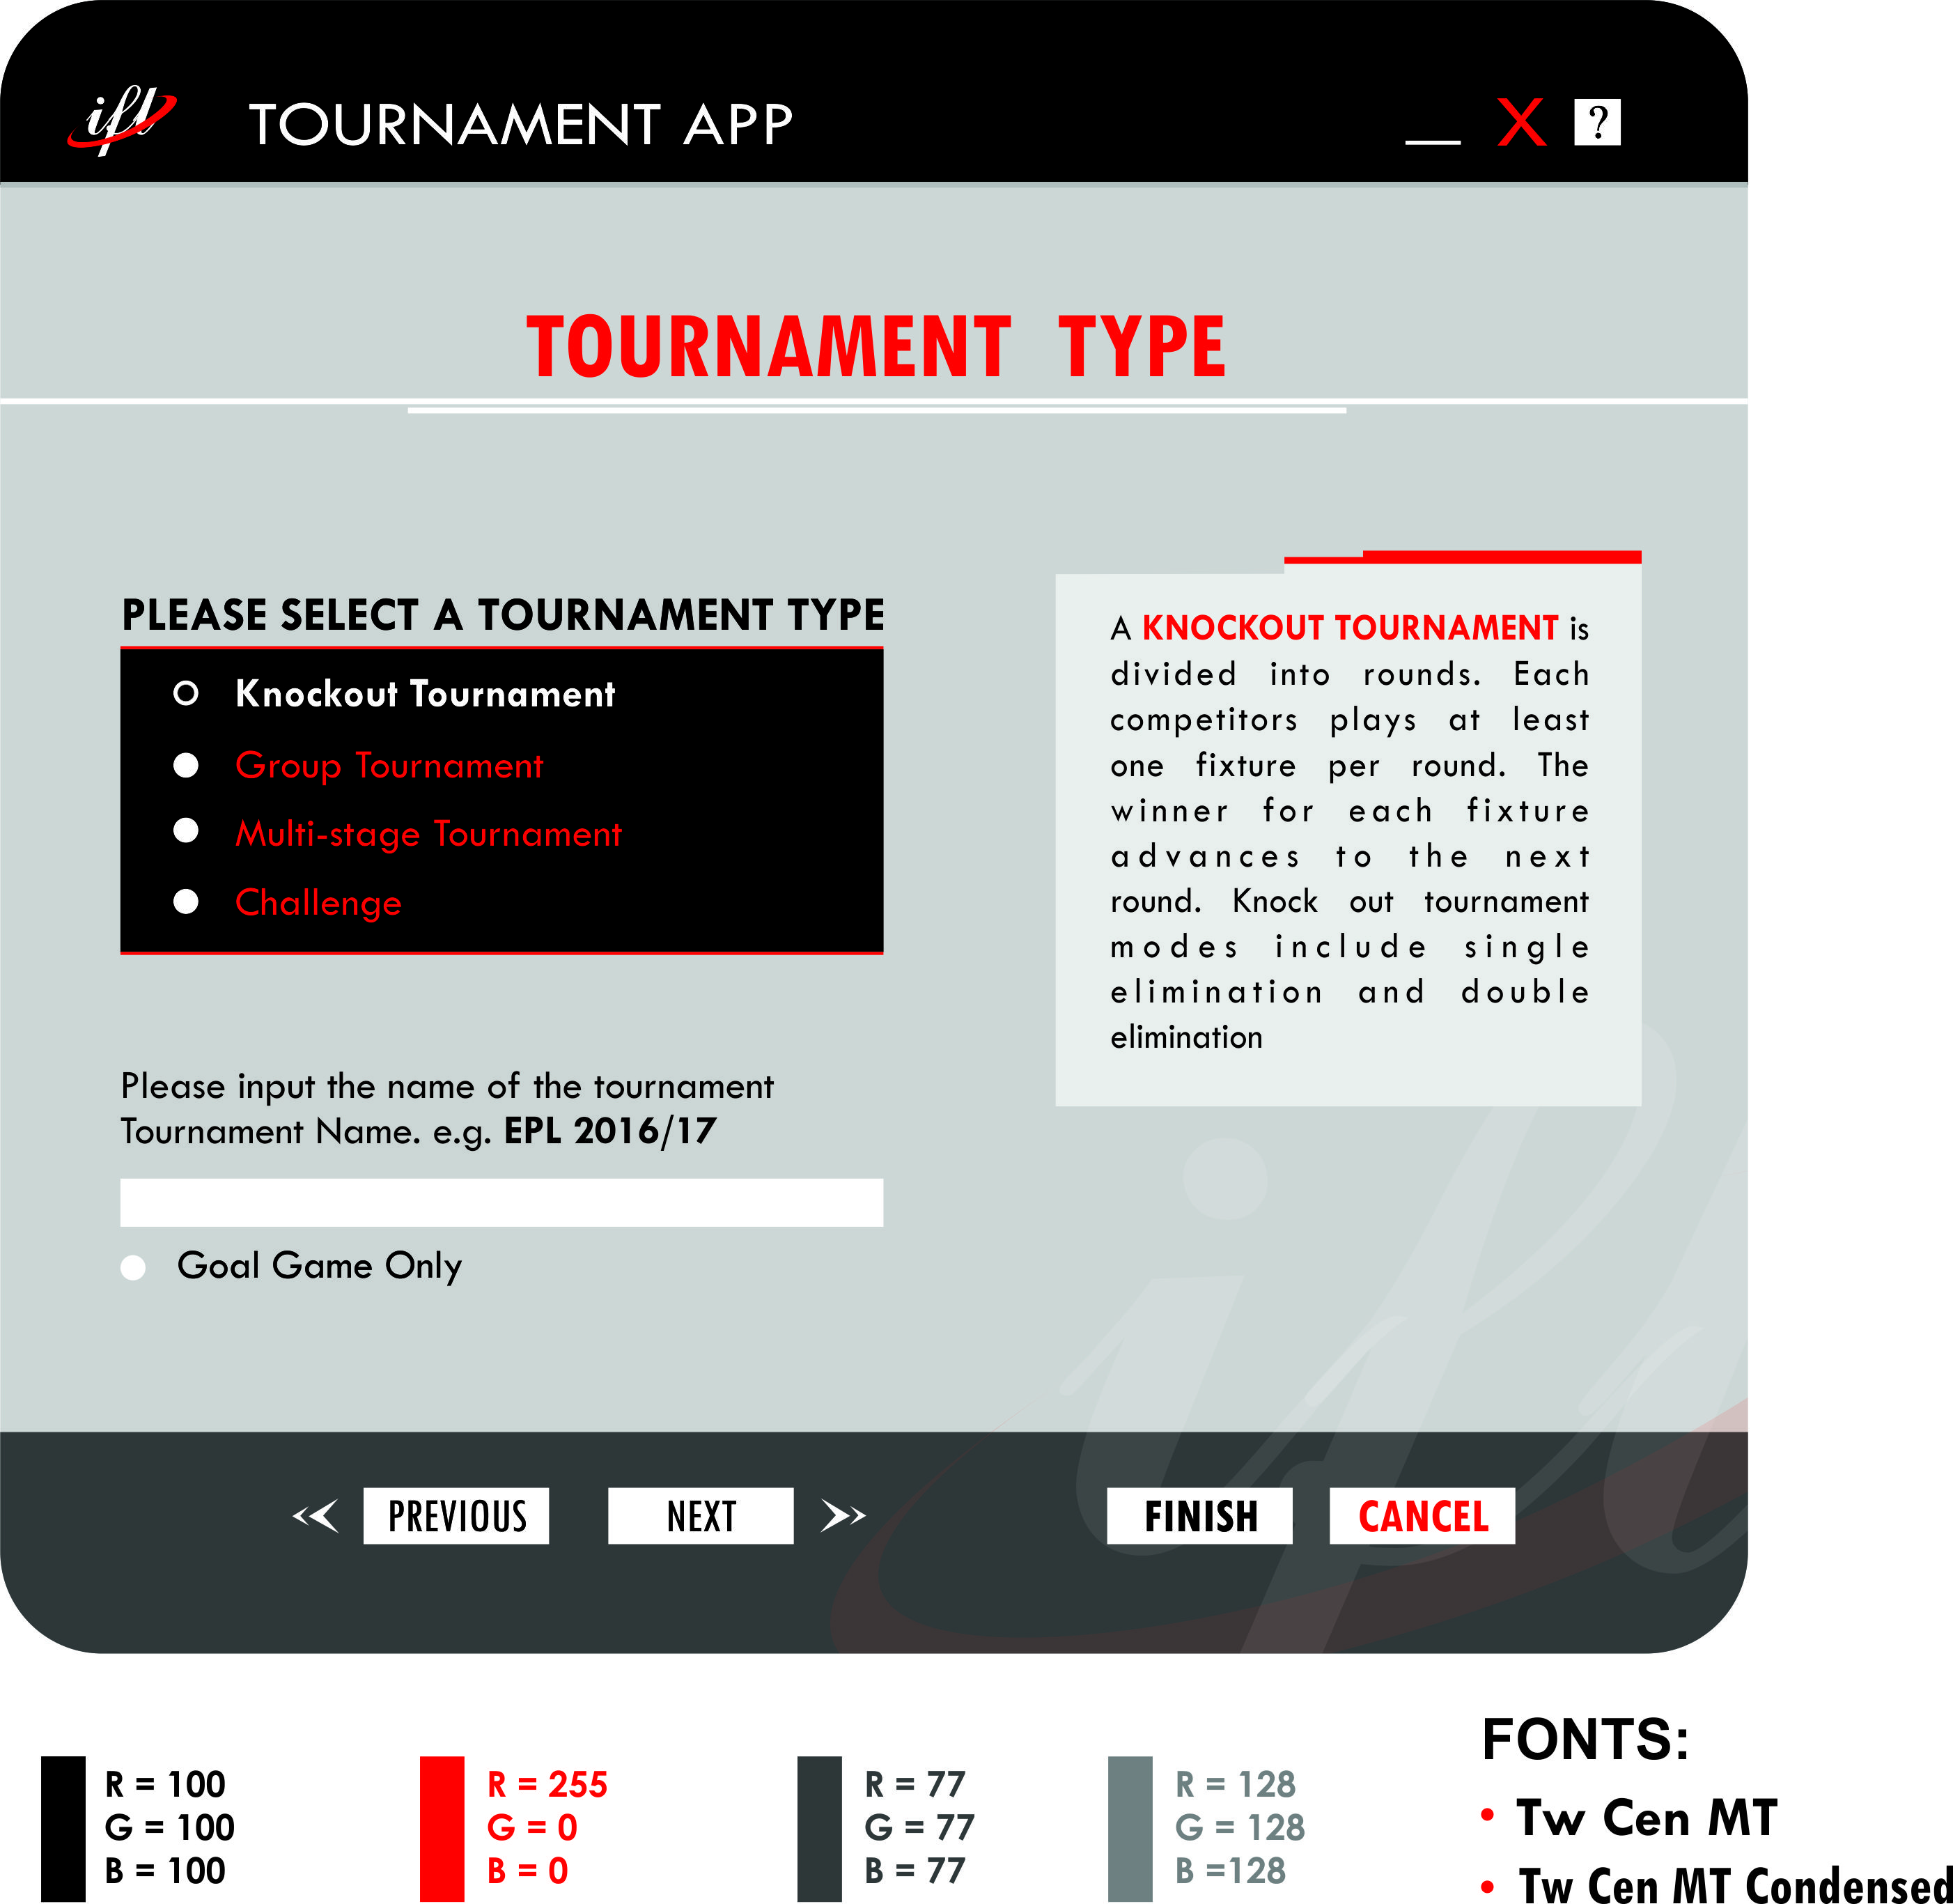 ifl TOURNAMENT APP X ?
TOURNAMENT TYPE
PLEASE SELECT A TOURNAMENT TYPE
Knockout Tournament
Group Tournament
Multi-stage Tournament
Challenge
A KNOCKOUT TOURNAMENT is
divided into rounds. Each
competitors plays at least
one fixture per round. The
winner for each fixture
advances to the next
round. Knock out tournament
modes include single
elimination and double
elimination
Please input the name of the tournament
Tournament Name. e.g. EPL 2016/17
Goal Game Only
PREVIOUS
NEXT
FINISH
CANCEL
R = 100
G = 100
B = 100
R = 255
G = 0
B = 0
R = 77
G = 77
B = 77
R = 128
G = 128
B =128
FONTS:
• Tw Cen MT
• Tw Cen MT Condensed